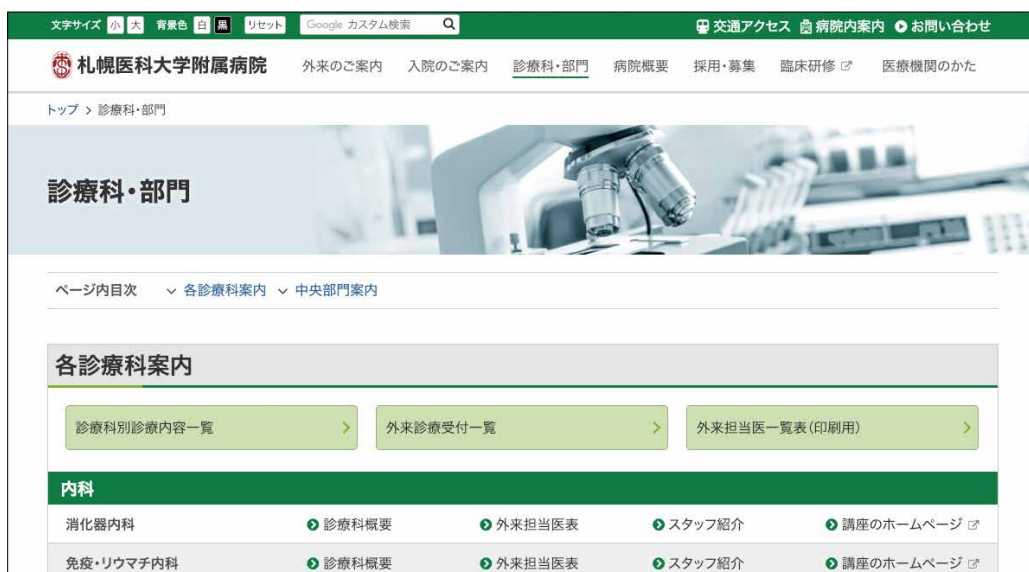 文字サイズ 小 大 背景色 白 黒 リセット Google カスタム検索 交通アクセス 病院内案内 お問い合わせ
札幌医科大学附属病院 外来のご案内 入院のご案内 診療科・部門 病院概要 採用・募集 臨床研修 医療機関のかた
トップ > 診療科・部門
診療科・部門
ページ内目次 各診療科案内 中央部門案内
各診療科案内
診療科別診療内容一覧 外来診療受付一覧 外来担当医一覧表(印刷用)
内科
消化器内科 診療科概要 外来担当医表 スタッフ紹介 講座のホームページ
免疫・リウマチ内科 診療科概要 外来担当医表 スタッフ紹介 講座のホームページ